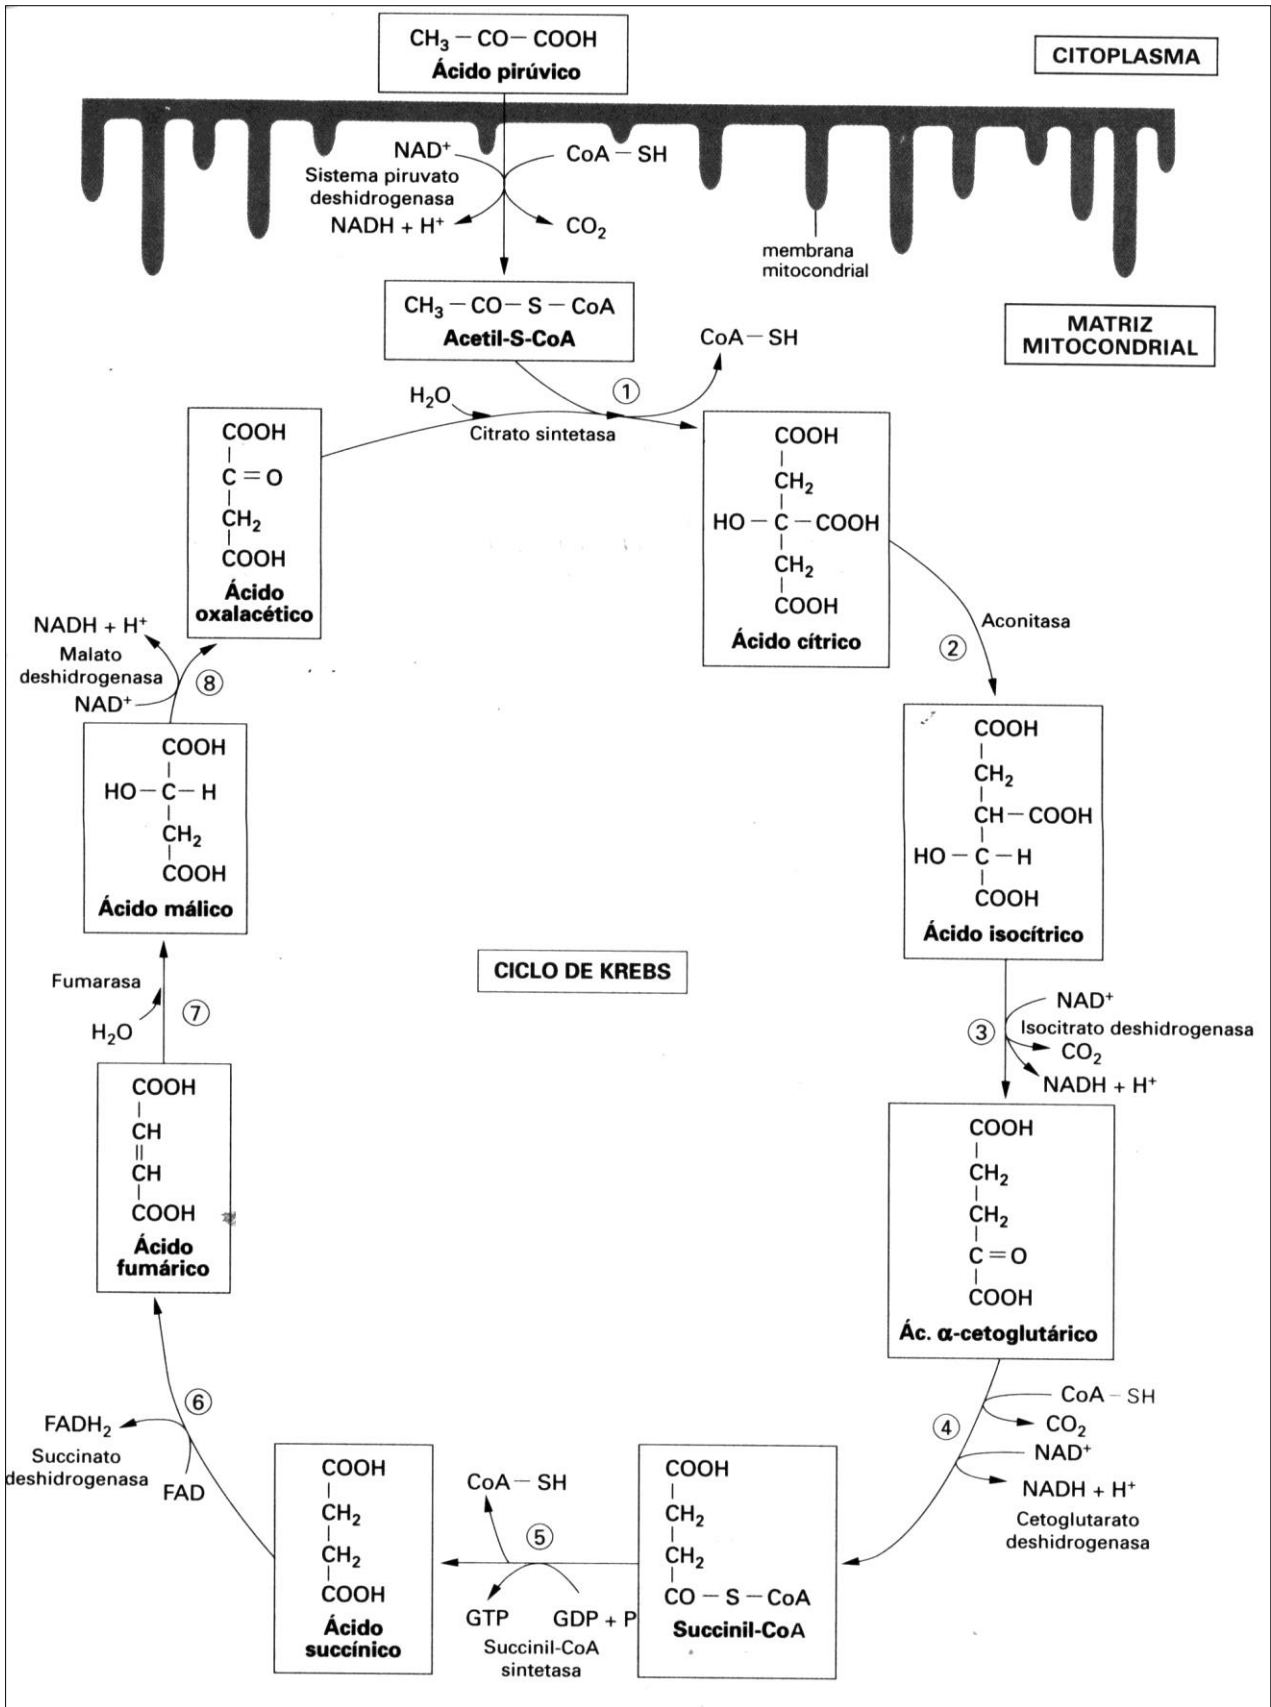 CH₃ — CO — COOH
Ácido pirúvico
CITOPLASMA
NAD⁺
CoA — SH
Sistema piruvato
deshidrogenasa
NADH + H⁺
CO₂
membrana
mitocondrial
CH₃ — CO — S — CoA
Acetil-S-CoA
MATRIZ
MITOCONDRIAL
CoA — SH
1
H₂O
Citrato sintetasa
COOH
C = O
CH₂
COOH
Ácido
oxalacético
COOH
CH₂
HO — C — COOH
CH₂
COOH
Ácido cítrico
Aconitasa
2
NADH + H⁺
Malato
deshidrogenasa
NAD⁺
8
COOH
HO — C — H
CH₂
COOH
Ácido málico
COOH
CH₂
CH — COOH
HO — C — H
COOH
Ácido isocítrico
CICLO DE KREBS
Fumarasa
H₂O
7
3
NAD⁺
Isocitrato deshidrogenasa
CO₂
NADH + H⁺
COOH
CH
CH
COOH
Ácido
fumárico
COOH
CH₂
CH₂
C = O
COOH
Ác. α-cetoglutárico
6
FADH₂
Succinato
deshidrogenasa
FAD
4
CoA — SH
CO₂
NAD⁺
NADH + H⁺
Cetoglutarato
deshidrogenasa
COOH
CH₂
CH₂
COOH
Ácido
succínico
CoA — SH
5
GTP
GDP + P
Succinil-CoA
sintetasa
COOH
CH₂
CH₂
CO — S — CoA
Succinil-CoA